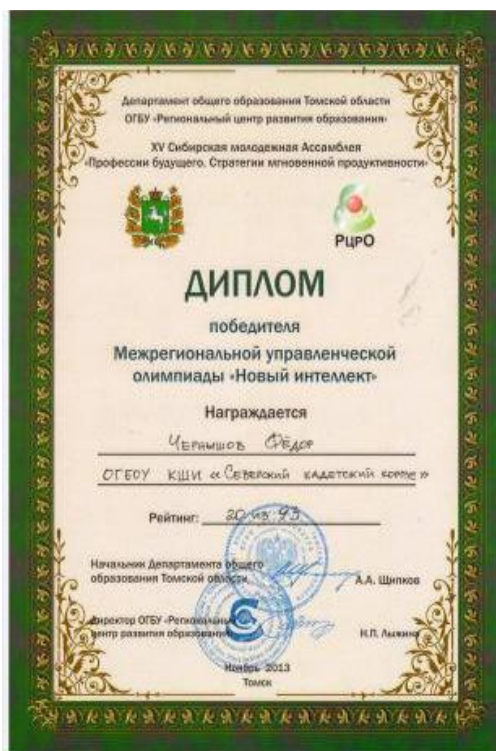 Департамент общего образования Томской области
ОГБУ «Региональный центр развития образования»
XV Сибирская молодежная Ассамблея
«Профессии будущего. Стратегии мгновенной продуктивности»
РЦРО
ДИПЛОМ
победителя
Межрегиональной управленческой
олимпиады «Новый интеллект»
Награждается
Чернышов Фёдор
ОГБОУ КШИ «Северский кадетский корпус»
Рейтинг: 20 из 93
Начальник Департамента общего
образования Томской области
А.А. Щипков
Директор ОГБУ «Региональный
центр развития образования»
Н.П. Лыжина
Ноябрь 2013
Томск